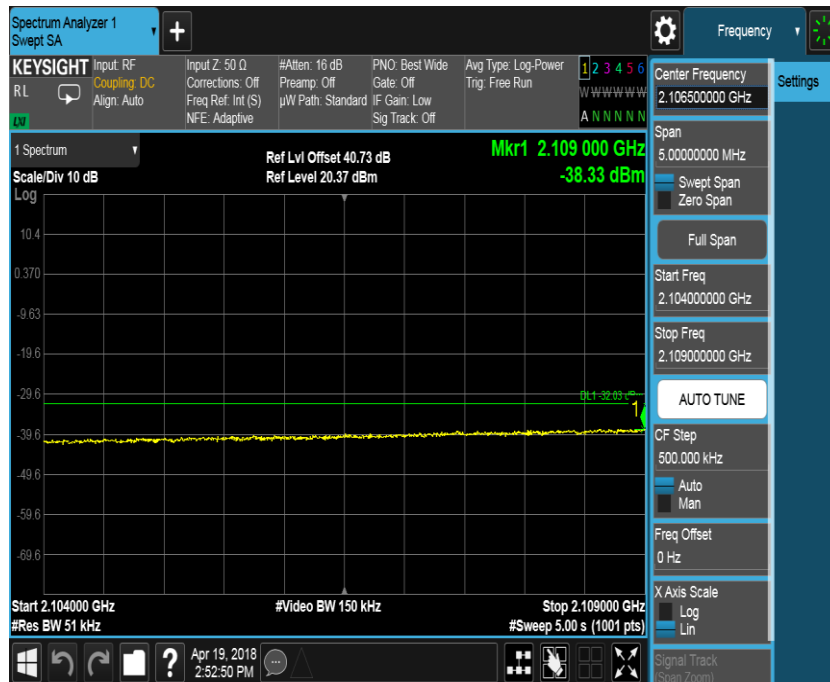 Spectrum Analyzer 1
Swept SA
+
Frequency
KEYSIGHT
RL
LXI
Input: RF
Coupling: DC
Align: Auto
Input Z: 50 Ω
Corrections: Off
Freq Ref: Int (S)
NFE: Adaptive
#Atten: 16 dB
Preamp: Off
µW Path: Standard
PNO: Best Wide
Gate: Off
IF Gain: Low
Sig Track: Off
Avg Type: Log-Power
Trig: Free Run
1 2 3 4 5 6
W W W W W W
A N N N N N
1 Spectrum
Scale/Div 10 dB
Log
Ref Lvl Offset 40.73 dB
Ref Level 20.37 dBm
Mkr1 2.109 000 GHz
-38.33 dBm
10.4
0.370
-9.63
-19.6
-29.6
-39.6
-49.6
-59.6
-69.6
DL1 -32.03
1
Start 2.104000 GHz
#Res BW 51 kHz
#Video BW 150 kHz
Stop 2.109000 GHz
#Sweep 5.00 s (1001 pts)
?
Apr 19, 2018
2:52:50 PM
Center Frequency
2.106500000 GHz
Settings
Span
5.00000000 MHz
Swept Span
Zero Span
Full Span
Start Freq
2.104000000 GHz
Stop Freq
2.109000000 GHz
AUTO TUNE
CF Step
500.000 kHz
Auto
Man
Freq Offset
0 Hz
X Axis Scale
Log
Lin
Signal Track
(Span Zoom)